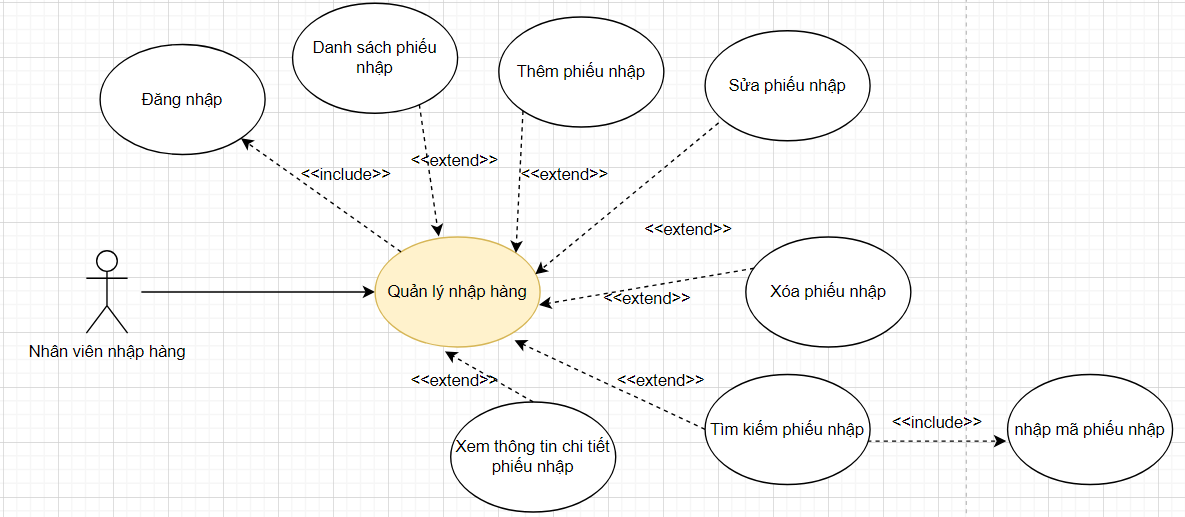 Danh sách phiếu
nhập
Thêm phiếu nhập
Sửa phiếu nhập
Đăng nhập
<<extend>>
<<include>>
<<extend>>
<<extend>>
Quản lý nhập hàng
Xóa phiếu nhập
<<extend>>
Nhân viên nhập hàng
<<extend>>
<<extend>>
<<include>>
Tìm kiếm phiếu nhập
nhập mã phiếu nhập
Xem thông tin chi tiết
phiếu nhập